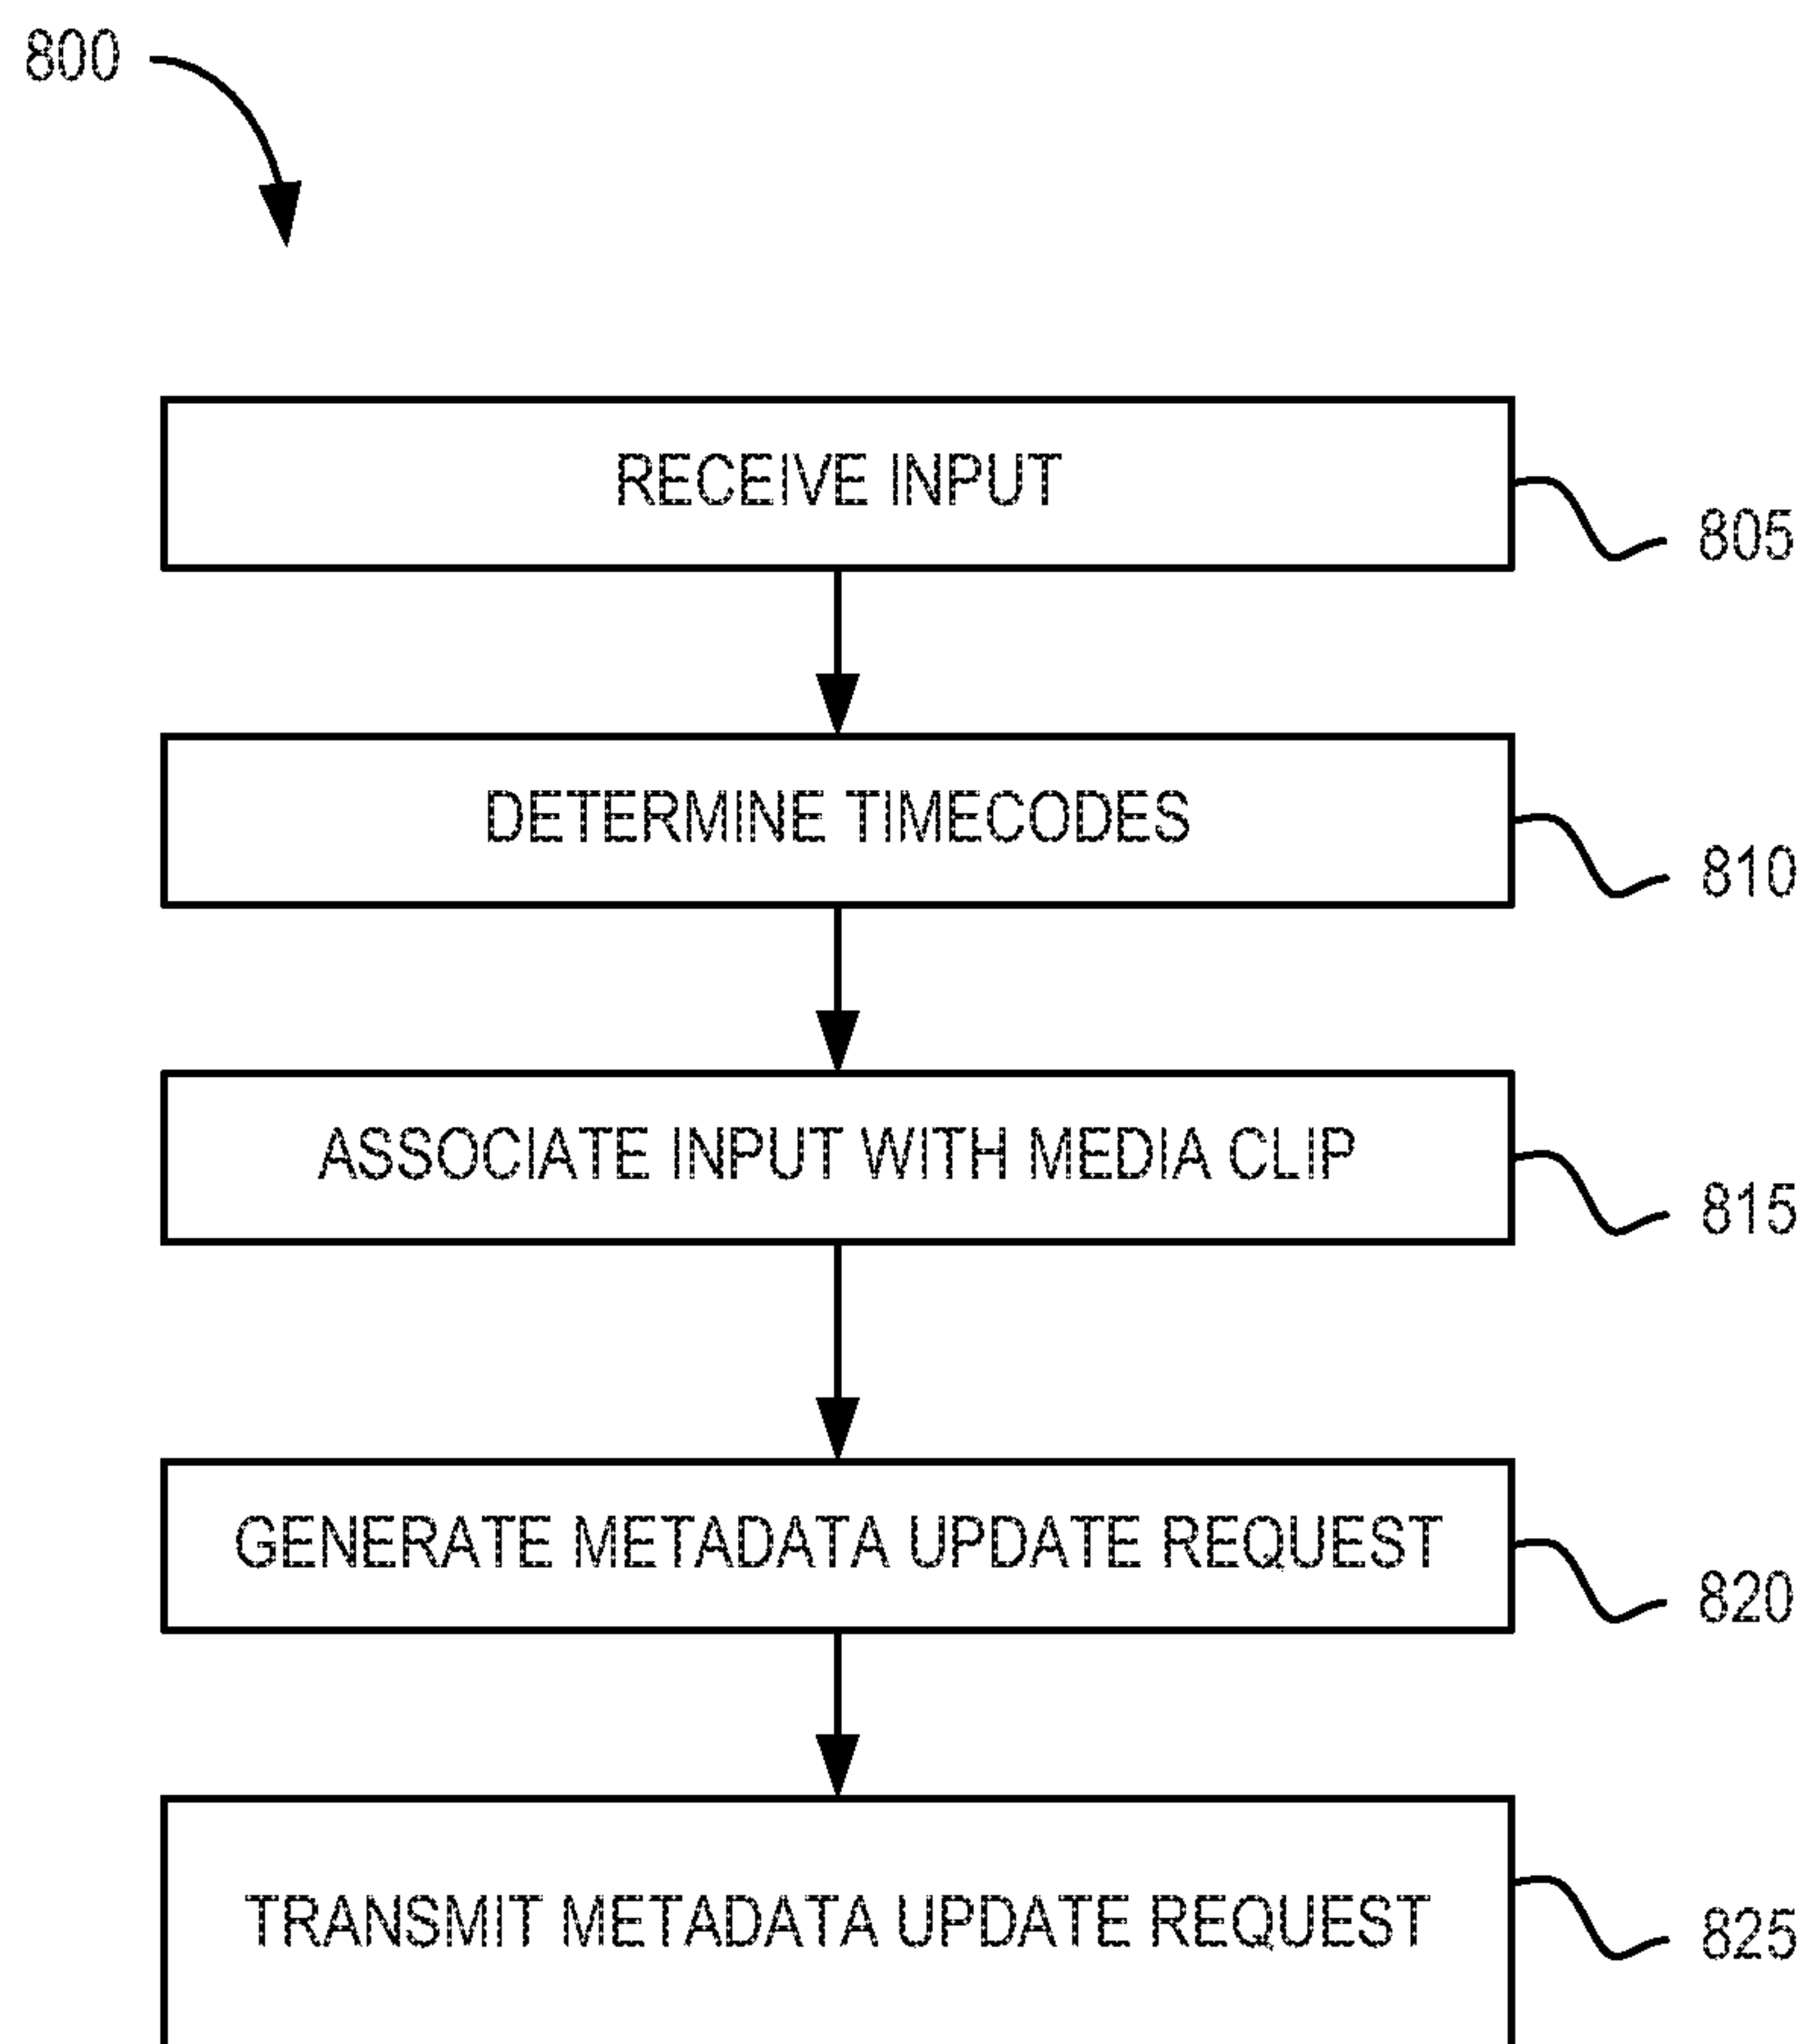 800
RECEIVE INPUT
805
DETERMINE TIMECODES
810
ASSOCIATE INPUT WITH MEDIA CLIP
815
GENERATE METADATA UPDATE REQUEST
820
TRANSMIT METADATA UPDATE REQUEST
825